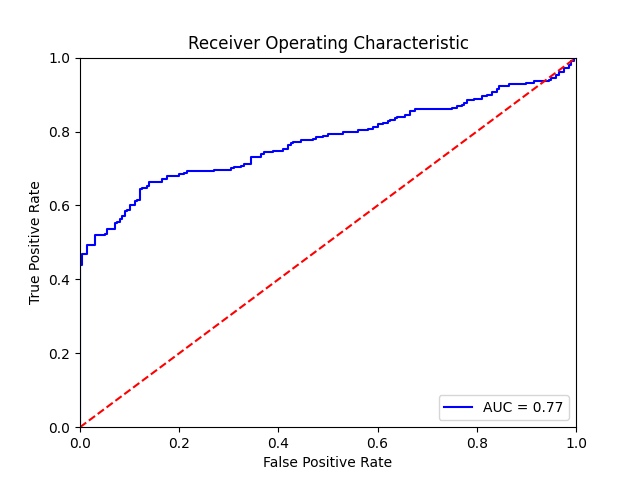 Receiver Operating Characteristic
1.0
0.8
0.6
0.4
0.2
0.0
True Positive Rate
AUC = 0.77
0.0 0.2 0.4 0.6 0.8 1.0
False Positive Rate